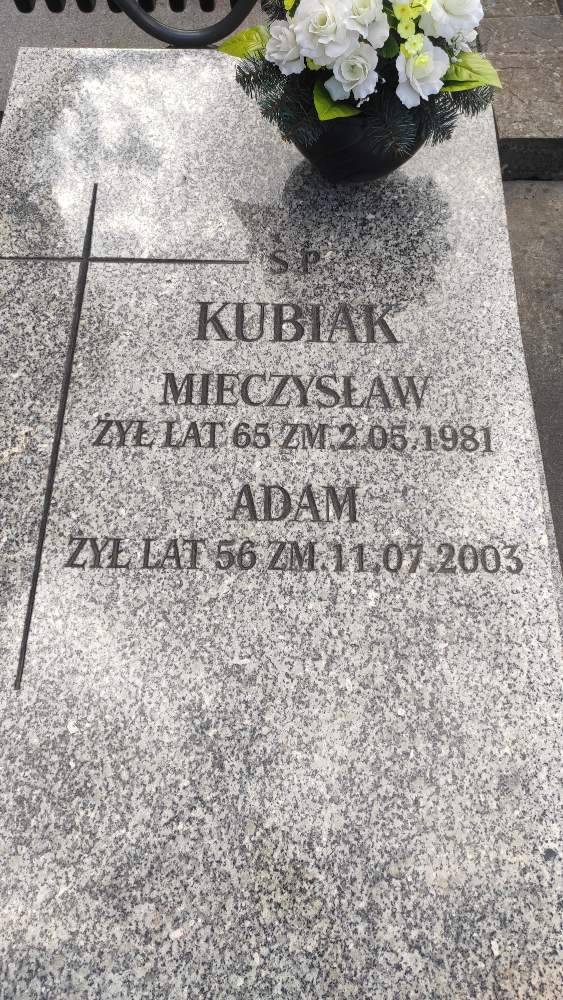 Ś P
KUBIAK
MIECZYSŁAW
ŻYŁ LAT 65 ZM.2.05.1981
ADAM
ŻYŁ LAT 56 ZM.11.07.2003